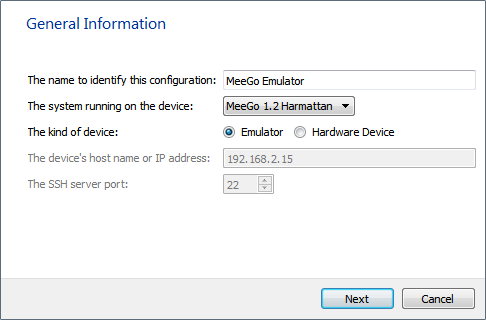 General Information
The name to identify this configuration: MeeGo Emulator
The system running on the device: MeeGo 1.2 Harmattan
The kind of device: Emulator Hardware Device
The device's host name or IP address: 192.168.2.15
The SSH server port: 22
Next Cancel